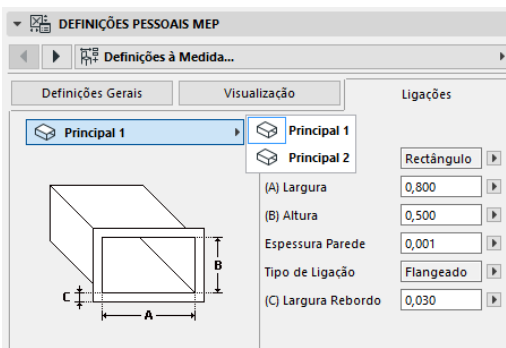 DEFINIÇÕES PESSOAIS MEP
Definições à Medida...
Definições Gerais
Visualização
Ligações
Principal 1
Principal 1
Principal 2
Rectângulo
(A) Largura 0,800
(B) Altura 0,500
Espessura Parede 0,001
Tipo de Ligação Flangeado
(C) Largura Rebordo 0,030
B
C
A